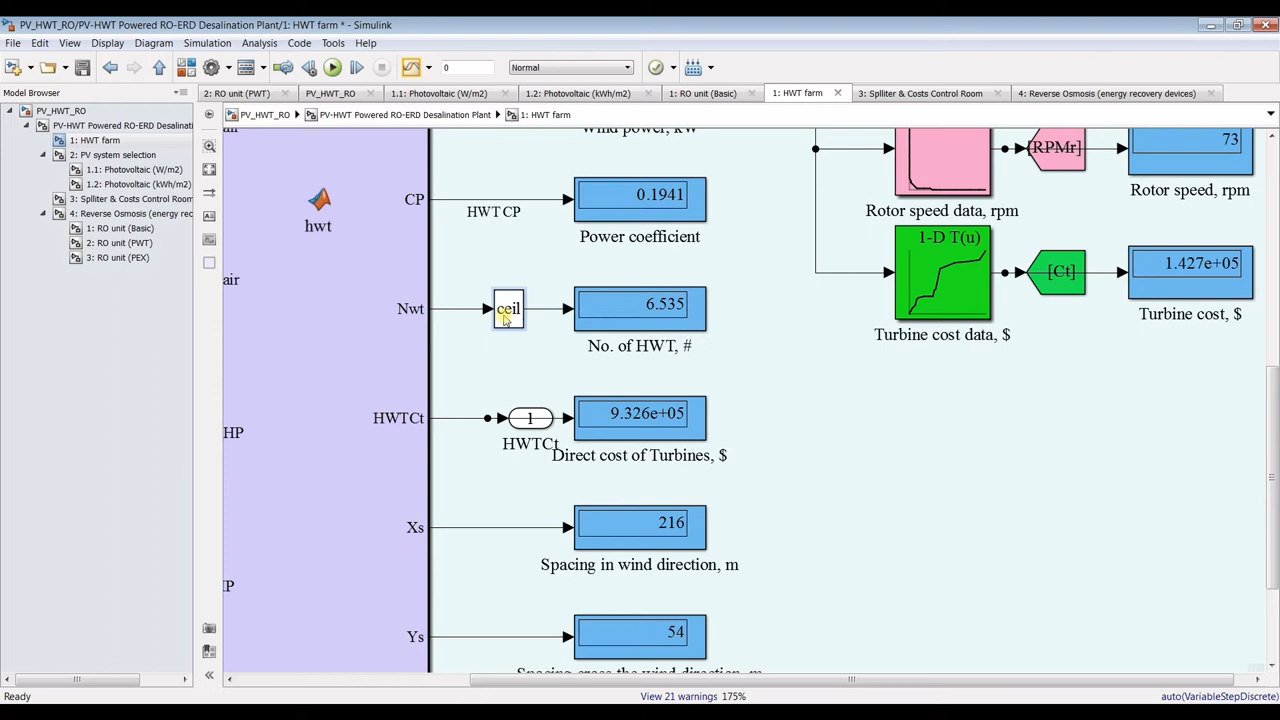 PV_HWT_RO/PV-HWT Powered RO-ERD Desalination Plant/1: HWT farm * - Simulink
File Edit View Display Diagram Simulation Analysis Code Tools Help
0
Normal
Model Browser
2: RO unit (PWT)
PV_HWT_RO
1.1: Photovoltaic (W/m2)
1.2: Photovoltaic (kWh/m2)
1: RO unit (Basic)
1: HWT farm
3: Splliter & Costs Control Room
4: Reverse Osmosis (energy recovery devices)
PV_HWT_RO
PV-HWT Powered RO-ERD Desalinati
1: HWT farm
2: PV system selection
1.1: Photovoltaic (W/m2)
1.2: Photovoltaic (kWh/m2)
3: Splliter & Costs Control Room
4: Reverse Osmosis (energy rec
1: RO unit (Basic)
2: RO unit (PWT)
3: RO unit (PEX)
PV_HWT_RO
PV-HWT Powered RO-ERD Desalination Plant
1: HWT farm
air
Wind power, kW
hwt
CP
HWTCP
0.1941
Power coefficient
air
Nwt
ceil
6.535
No. of HWT, #
HWTCt
1
HWTCt
9.326e+05
Direct cost of Turbines, $
HP
Xs
216
Spacing in wind direction, m
IP
Ys
54
Spacing cross the wind direction, m
[RPMr]
73
Rotor speed data, rpm
Rotor speed, rpm
1-D T(u)
[Ct]
1.427e+05
Turbine cost data, $
Turbine cost, $
Ready
View 21 warnings
175%
auto(VariableStepDiscrete)